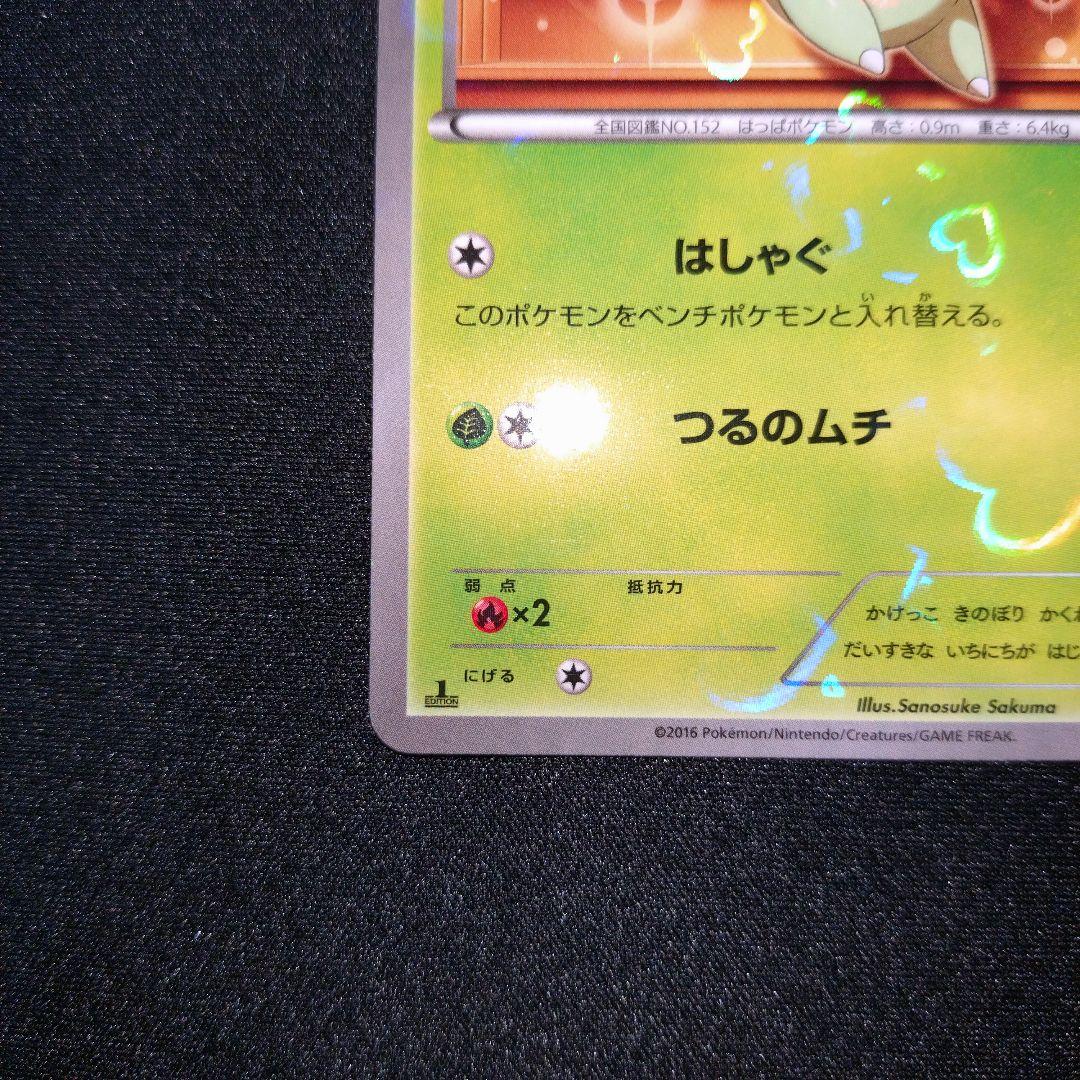 全国図鑑NO.152 はっぱポケモン 高さ:0.9m 重さ:6.4kg
はしゃぐ
このポケモンをベンチポケモンと入れ替える。
つるのムチ
弱点 抵抗力
×2
にげる
かけっこ きのぼり かくれ
だいすきな いちにちが はじ
1 EDITION
Illus.Sanosuke Sakuma
©2016 Pokémon/Nintendo/Creatures/GAME FREAK.